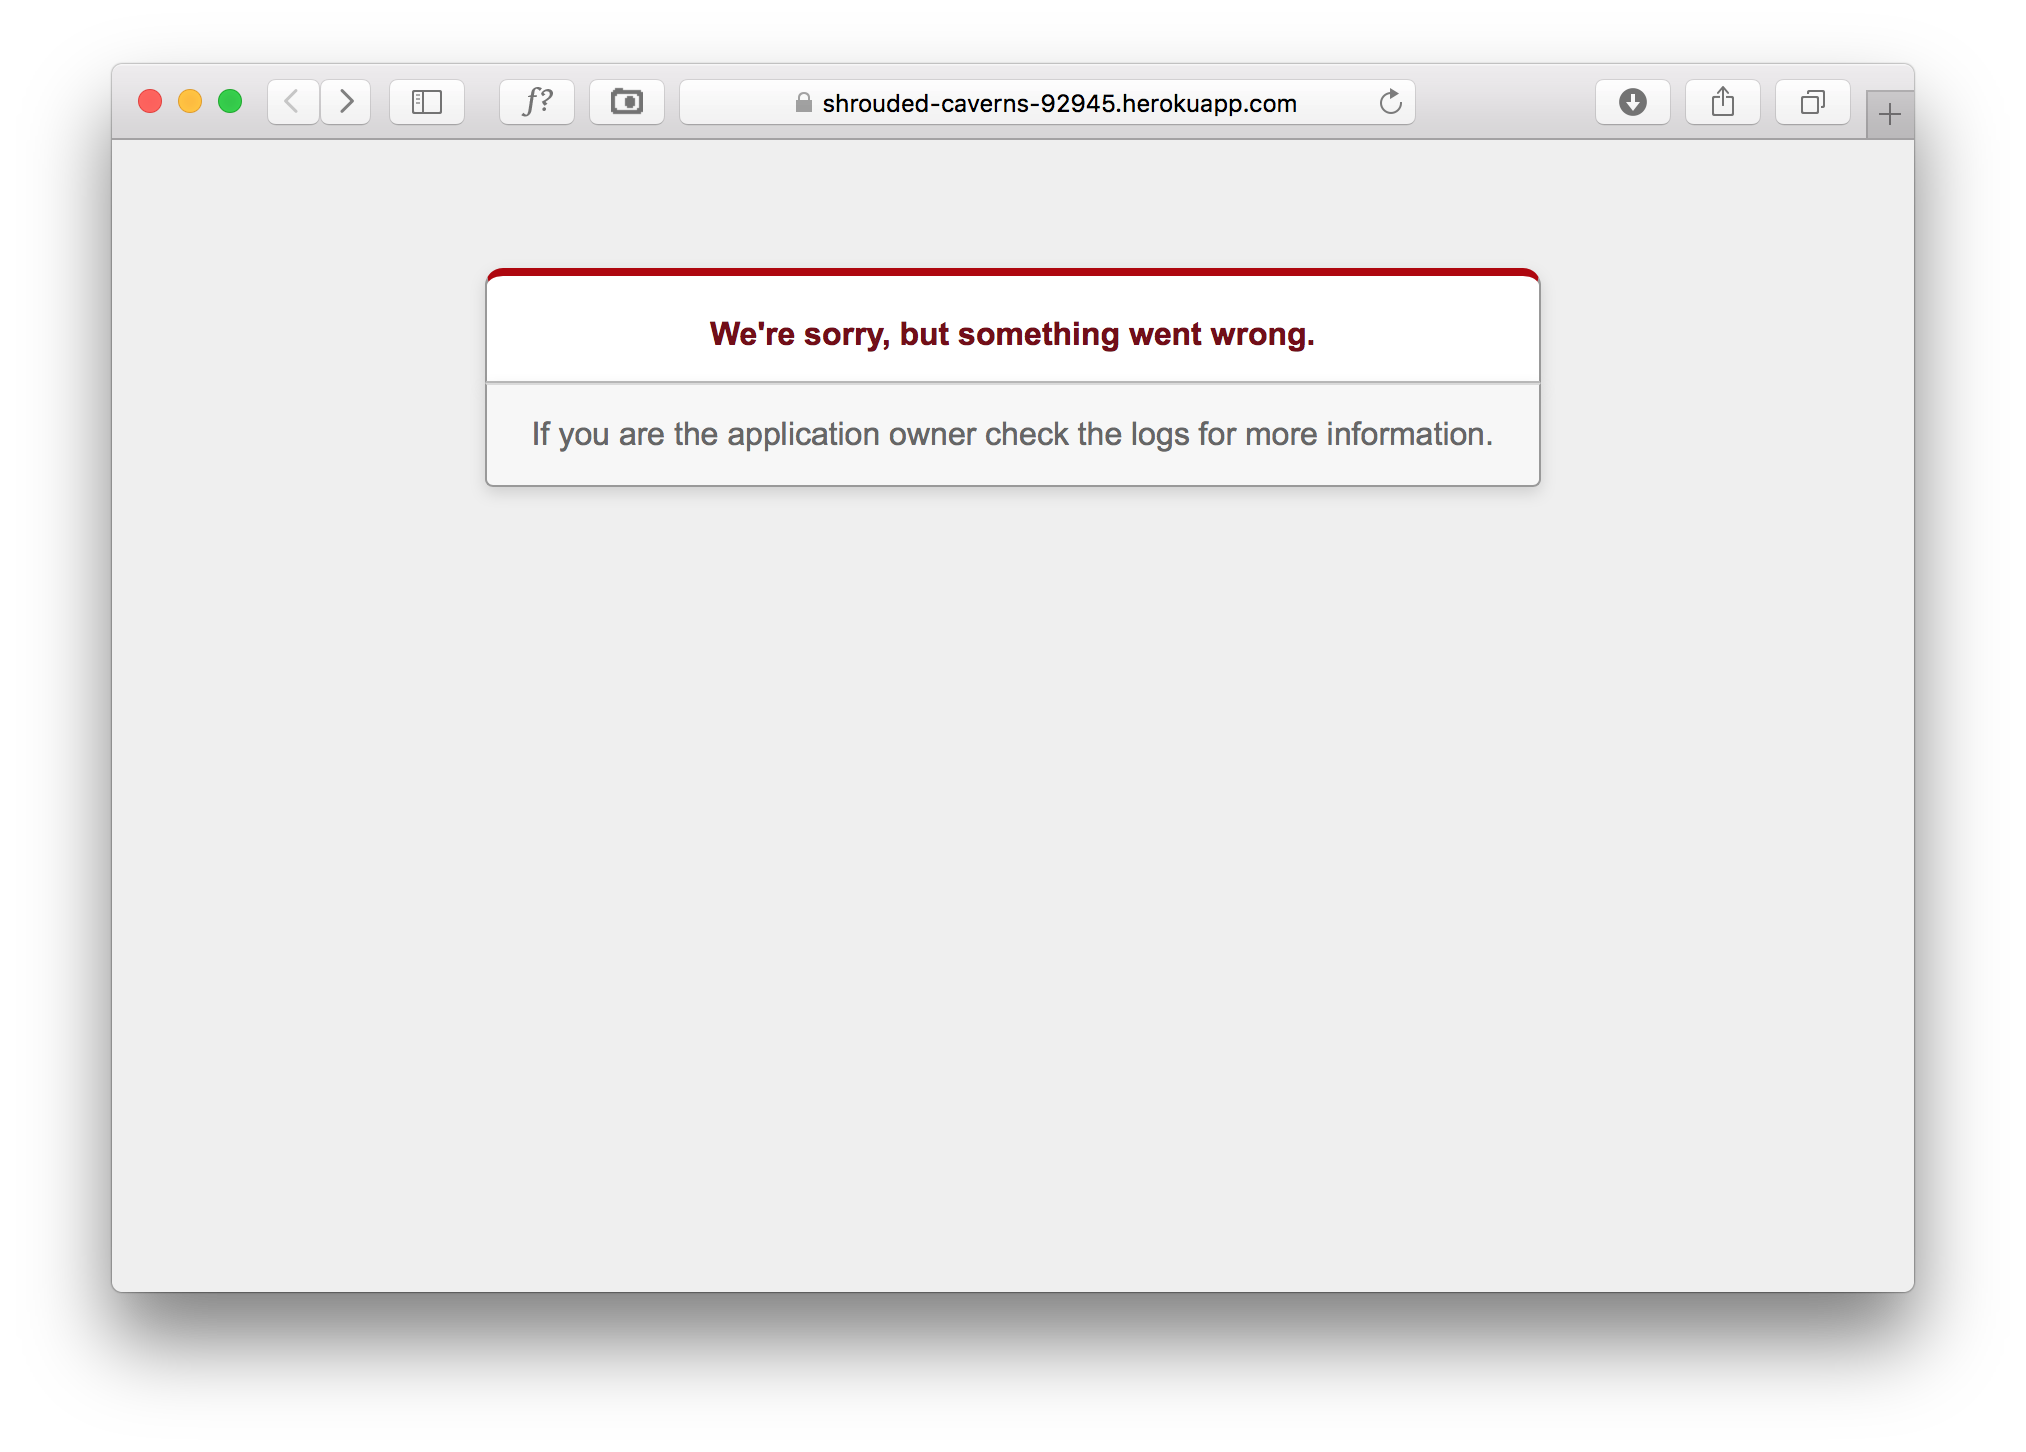 f?
shrouded-caverns-92945.herokuapp.com
We're sorry, but something went wrong.
If you are the application owner check the logs for more information.